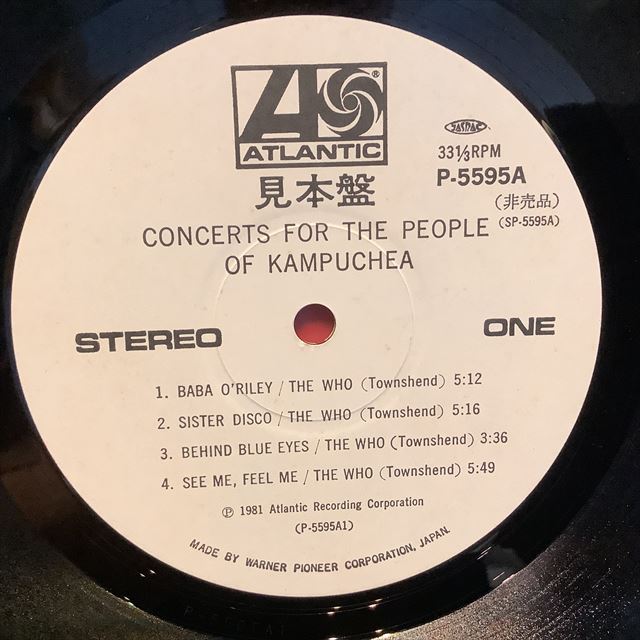 ATLANTIC
®
見本盤
JASRAC
33 1/3 RPM
P-5595A
(非売品)
(SP-5595A)
CONCERTS FOR THE PEOPLE
OF KAMPUCHEA
STEREO
ONE
1. BABA O'RILEY / THE WHO (Townshend) 5:12
2. SISTER DISCO / THE WHO (Townshend) 5:16
3. BEHIND BLUE EYES / THE WHO (Townshend) 3:36
4. SEE ME, FEEL ME / THE WHO (Townshend) 5:49
Ⓟ 1981 Atlantic Recording Corporation
(P-5595A1)
MADE BY WARNER PIONEER CORPORATION, JAPAN.